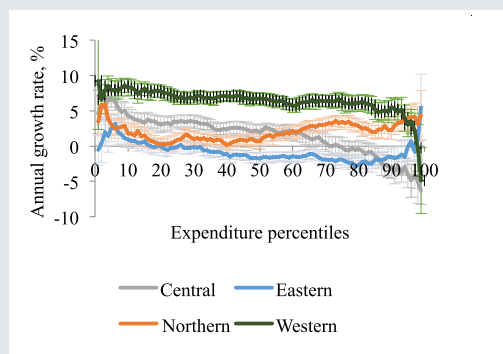 Annual growth rate, %
15
10
5
0
-5
-10
0 10 20 30 40 50 60 70 80 90 100
Expenditure percentiles
Central Eastern
Northern Western